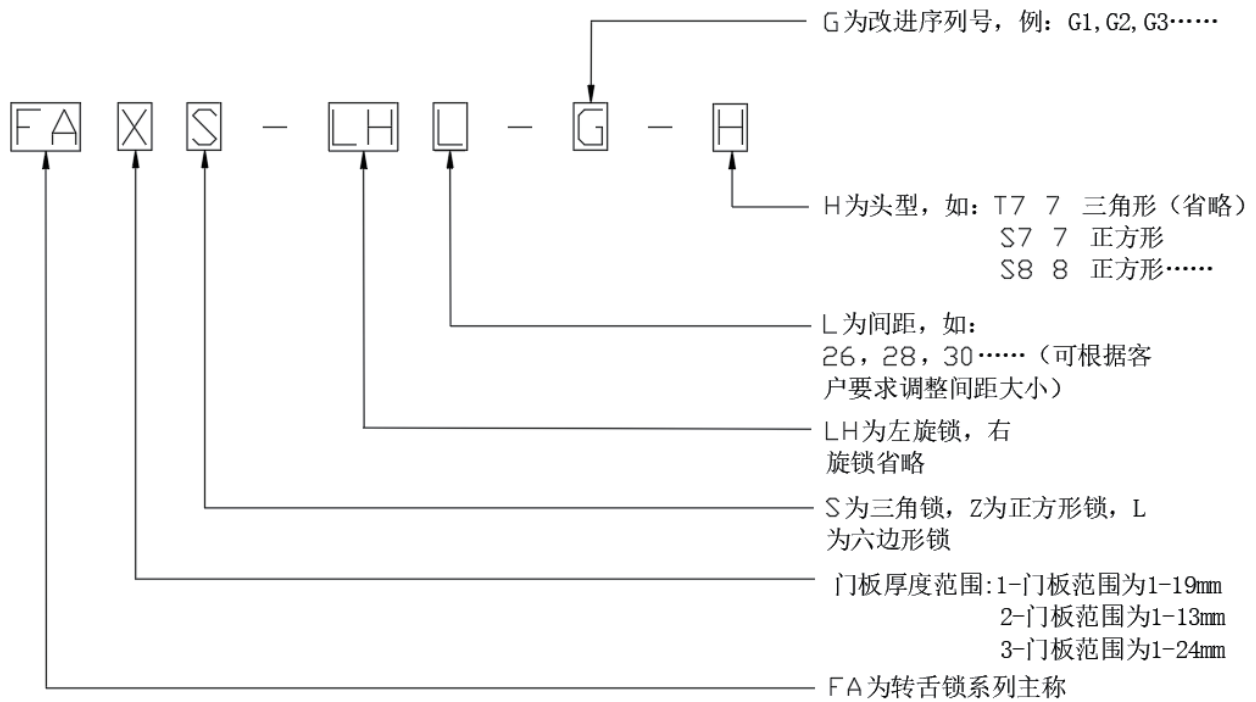 G为改进序列号，例：G1,G2,G3……
FA X S - LH L - G - H
H为头型，如：T7 7 三角形（省略）
S7 7 正方形
S8 8 正方形……
L为间距，如：
26，28，30……（可根据客
户要求调整间距大小）
LH为左旋锁，右
旋锁省略
S为三角锁，Z为正方形锁，L
为六边形锁
门板厚度范围:1-门板范围为1-19mm
2-门板范围为1-13mm
3-门板范围为1-24mm
FA为转舌锁系列主称